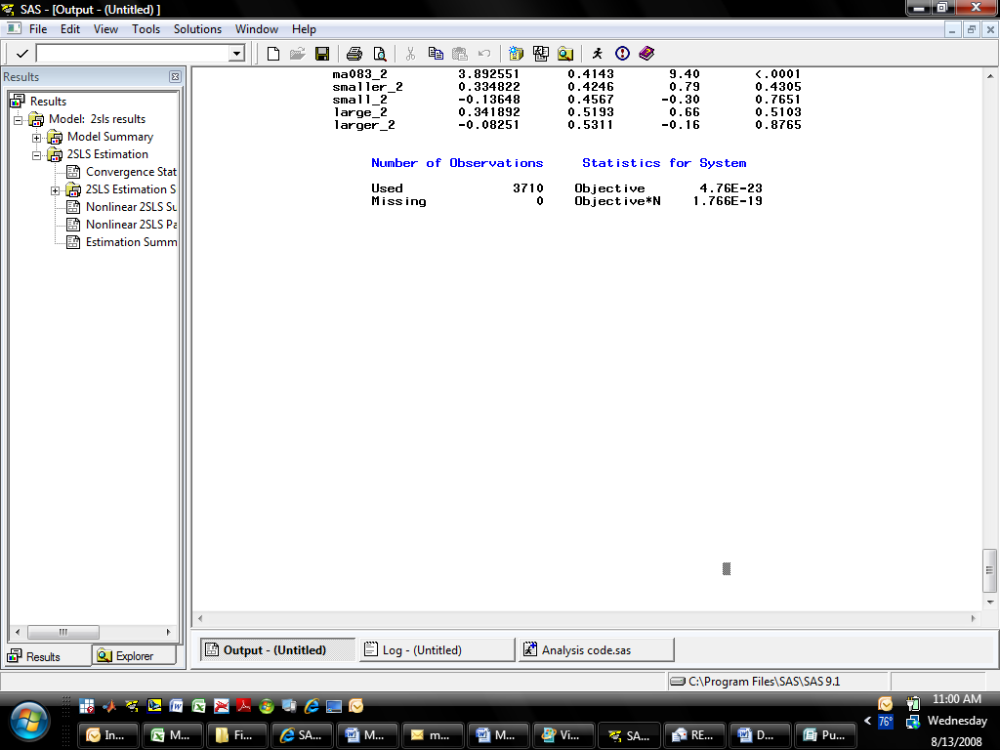 SAS - [Output - (Untitled) ]
File Edit View Tools Solutions Window Help
Results
Results
Model: 2sls results
Model Summary
2SLS Estimation
Convergence Stat
2SLS Estimation S
Nonlinear 2SLS Su
Nonlinear 2SLS Pa
Estimation Summ
ma083_2 3.892551 0.4143 9.40 <.0001
smaller_2 0.334822 0.4246 0.79 0.4305
small_2 -0.13648 0.4567 -0.30 0.7651
large_2 0.341892 0.5193 0.66 0.5103
larger_2 -0.08251 0.5311 -0.16 0.8765
Number of Observations Statistics for System
Used 3710 Objective 4.76E-23
Missing 0 Objective*N 1.766E-19
Results Explorer
Output - (Untitled) Log - (Untitled) Analysis code.sas
C:\Program Files\SAS\SAS 9.1
11:00 AM
76° Wednesday
8/13/2008
In... M... Fi... SA... M... m... M... Vi... SA... RE... D... Pu...